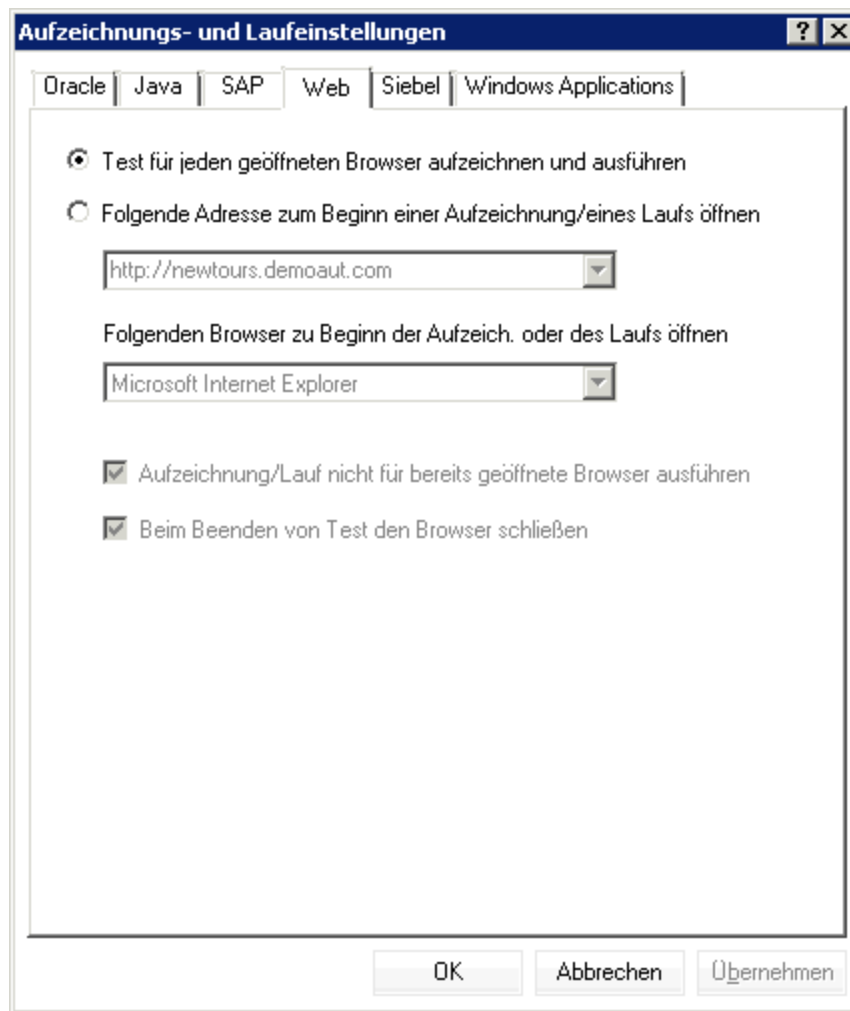 Aufzeichnungs- und Laufeinstellungen
Oracle Java SAP Web Siebel Windows Applications
Test für jeden geöffneten Browser aufzeichnen und ausführen
Folgende Adresse zum Beginn einer Aufzeichnung/eines Laufs öffnen
http://newtours.demoaut.com
Folgenden Browser zu Beginn der Aufzeich. oder des Laufs öffnen
Microsoft Internet Explorer
Aufzeichnung/Lauf nicht für bereits geöffnete Browser ausführen
Beim Beenden von Test den Browser schließen
OK Abbrechen Übernehmen